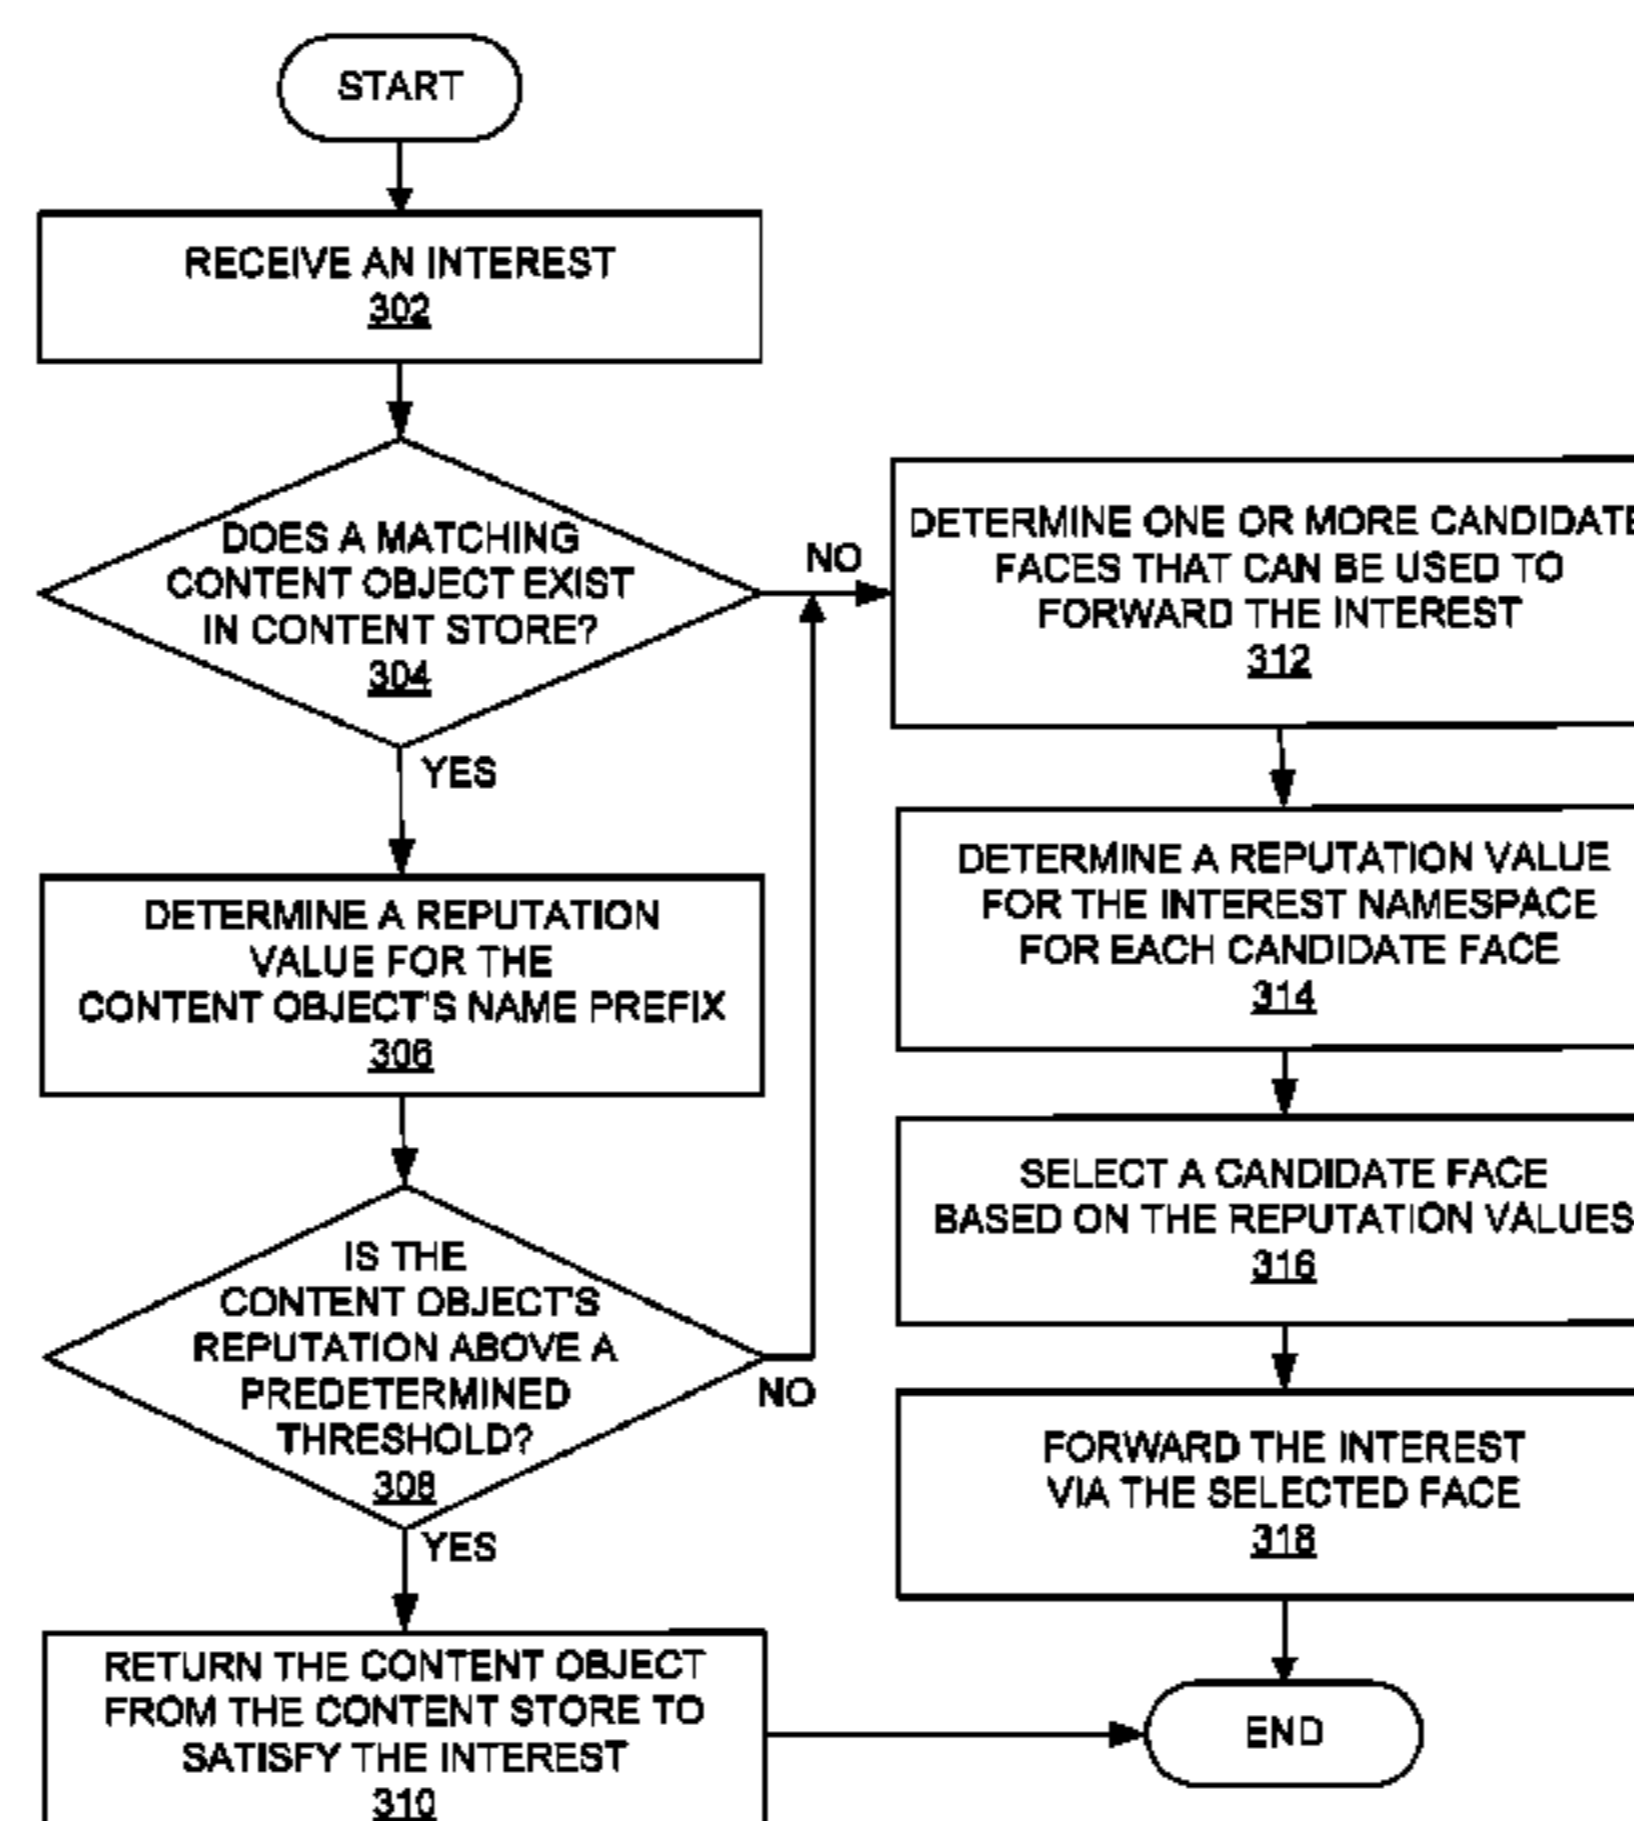 START
RECEIVE AN INTEREST
302
DOES A MATCHING
CONTENT OBJECT EXIST
IN CONTENT STORE?
304
NO
YES
DETERMINE A REPUTATION
VALUE FOR THE
CONTENT OBJECT'S NAME PREFIX
306
IS THE
CONTENT OBJECT'S
REPUTATION ABOVE A
PREDETERMINED
THRESHOLD?
308
NO
YES
RETURN THE CONTENT OBJECT
FROM THE CONTENT STORE TO
SATISFY THE INTEREST
310
DETERMINE ONE OR MORE CANDIDATE
FACES THAT CAN BE USED TO
FORWARD THE INTEREST
312
DETERMINE A REPUTATION VALUE
FOR THE INTEREST NAMESPACE
FOR EACH CANDIDATE FACE
314
SELECT A CANDIDATE FACE
BASED ON THE REPUTATION VALUES
316
FORWARD THE INTEREST
VIA THE SELECTED FACE
318
END